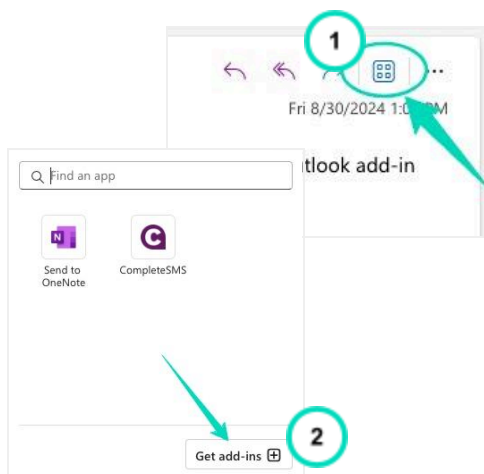 1
Fri 8/30/2024 1:0 PM
tlook add-in
Find an app
N
C
Send to
OneNote
CompleteSMS
Get add-ins
2